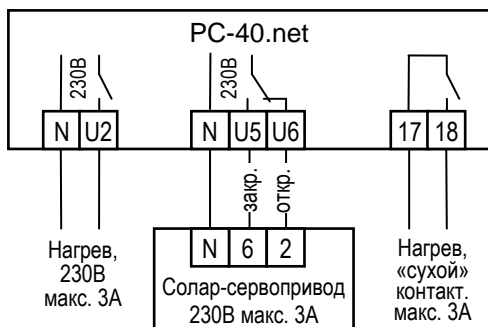 PC-40.net
230В
230В
N U2
N U5 U6
17 18
закр.
откр.
N 6 2
Нагрев,
230В
макс. 3А
Солар-сервопривод
230В макс. 3А
Нагрев,
«сухой»
контакт.
макс. 3А